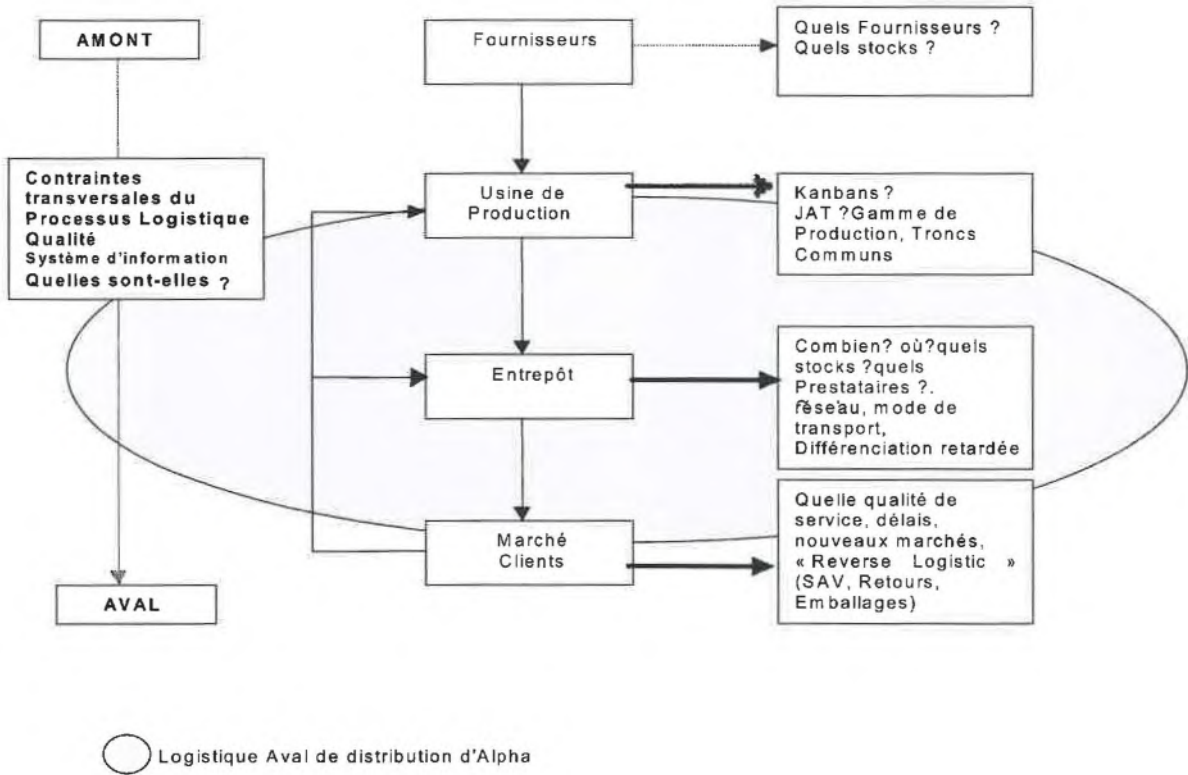 AMONT
Fournisseurs
Quels Fournisseurs ?
Quels stocks ?
Contraintes
transversales du
Processus Logistique
Qualité
Système d'information
Quelles sont-elles ?
Usine de
Production
Kanbans ?
JAT ?Gamme de
Production, Troncs
Communs
Entrepôt
Combien? où?quels
stocks ?quels
Prestataires ?.
réseau, mode de
transport,
Différenciation retardée
Marché
Clients
Quelle qualité de
service, délais,
nouveaux marchés,
« Reverse Logistic »
(SAV, Retours,
Emballages)
AVAL
Logistique Aval de distribution d'Alpha